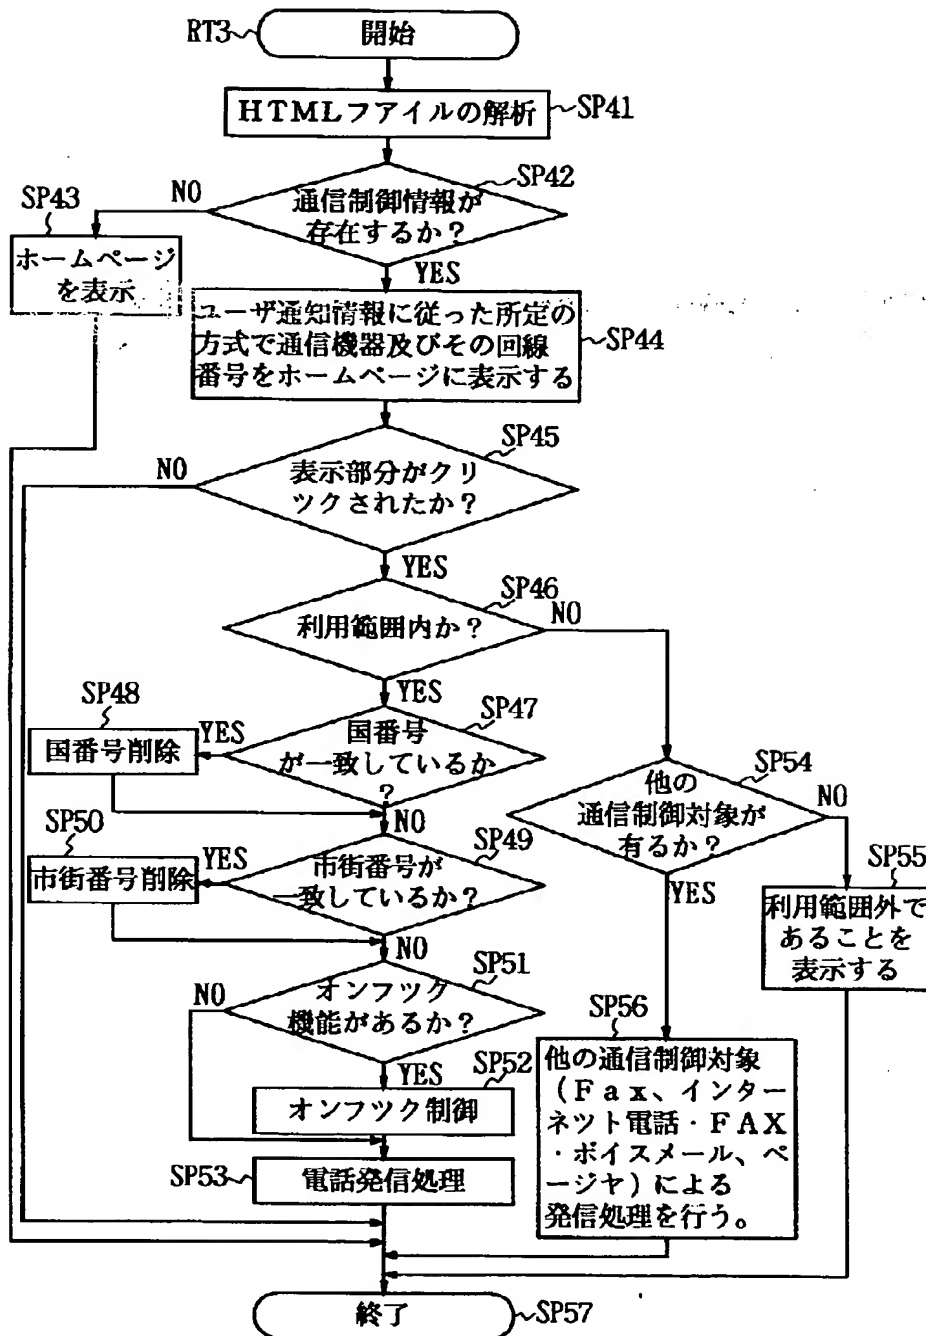 RT3
開始
HTMLフアイルの解析
SP41
SP42
通信制御情報が
存在するか？
NO
SP43
ホームページ
を表示
YES
ユーザ通知情報に従った所定の
方式で通信機器及びその回線
番号をホームページに表示する
SP44
SP45
表示部分がクリ
ツクされたか？
NO
YES
SP46
利用範囲内か？
NO
YES
SP47
国番号
が一致しているか
？
YES
SP48
国番号削除
NO
SP49
市街番号が
一致しているか？
YES
SP50
市街番号削除
NO
SP51
オンフツク
機能があるか？
NO
YES
SP52
オンフツク制御
SP53
電話発信処理
SP54
他の
通信制御対象が
有るか？
NO
YES
SP55
利用範囲外で
あることを
表示する
SP56
他の通信制御対象
（Fax、インター
ネツト電話・FAX
・ボイスメール、ペ
ージヤ）による
発信処理を行う。
終了
SP57